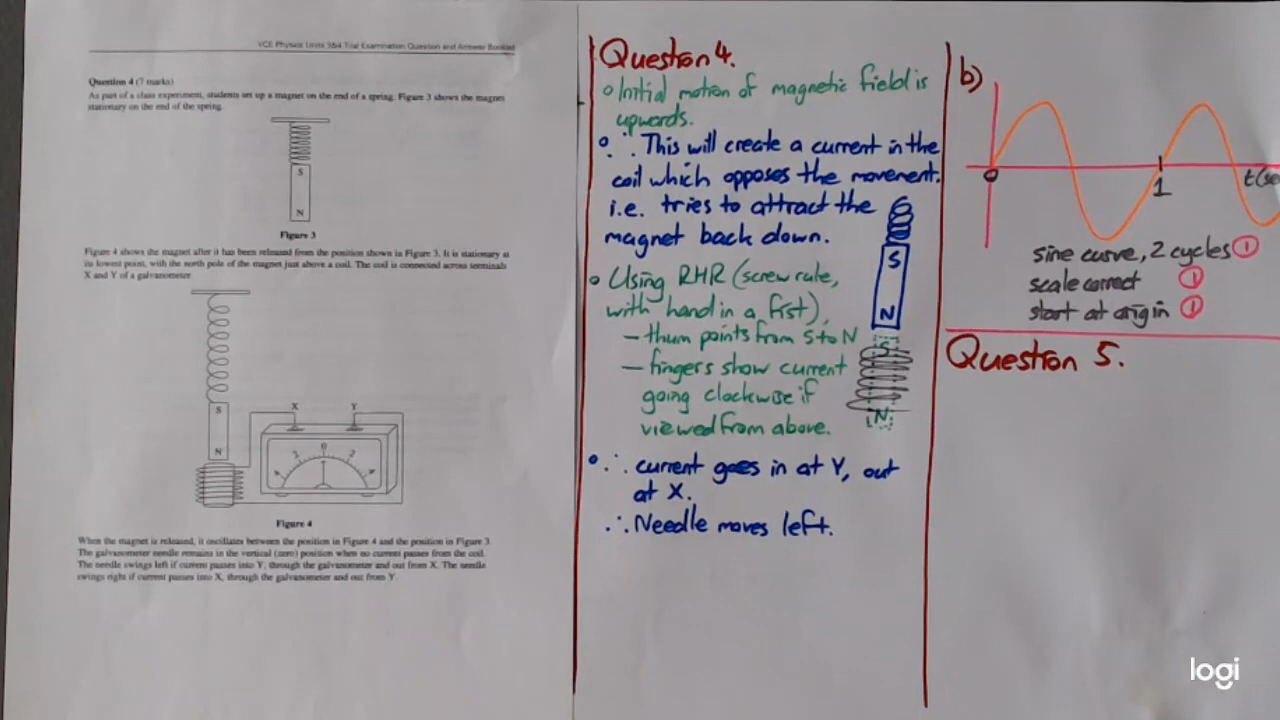 VCE Physics Units 3&4 Trial Examination Question and Answer Booklet
Question 4 (7 marks)
As part of a class experiment, students set up a magnet on the end of a spring. Figure 3 shows the magnet
stationary on the end of the spring.
S
N
Figure 3
Figure 4 shows the magnet after it has been released from the position shown in Figure 3. It is stationary at
its lowest point, with the north pole of the magnet just above a coil. The coil is connected across terminals
X and Y of a galvanometer.
S
N
X
Y
0
2
Figure 4
When the magnet is released, it oscillates between the position in Figure 4 and the position in Figure 3.
The galvanometer needle remains in the vertical (zero) position when no current passes from the coil.
The needle swings left if current passes into Y, through the galvanometer and out from X. The needle
swings right if current passes into X, through the galvanometer and out from Y.
Question 4.
Initial motion of magnetic field is
upwards.
∴ This will create a current in the
coil which opposes the movement.
i.e. tries to attract the
magnet back down.
S
N
Using RHR (screw rule,
with hand in a fist),
– thum points from S to N
– fingers show current
going clockwise if
viewed from above.
S
N
∴ current goes in at Y, out
at X.
∴ Needle moves left.
b)
0
1
sine curve, 2 cycles 1
scale correct 1
start at origin 1
Question 5.
logi